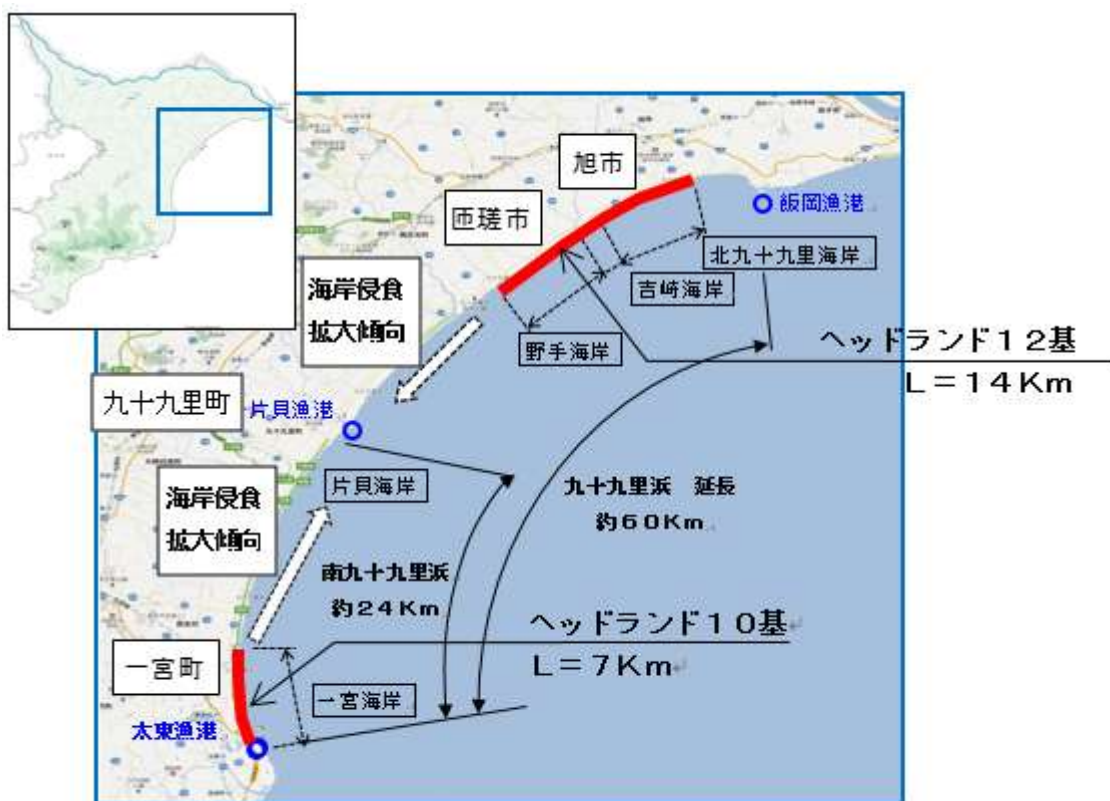 旭市
匝瑳市
飯岡漁港
北九十九里海岸
吉崎海岸
野手海岸
海岸侵食
拡大傾向
ヘッドランド12基
L=14Km
九十九里町
片貝漁港
片貝海岸
九十九里浜 延長
約60Km
海岸侵食
拡大傾向
南九十九里浜
約24Km
ヘッドランド10基
L=7Km
一宮町
一宮海岸
太東漁港